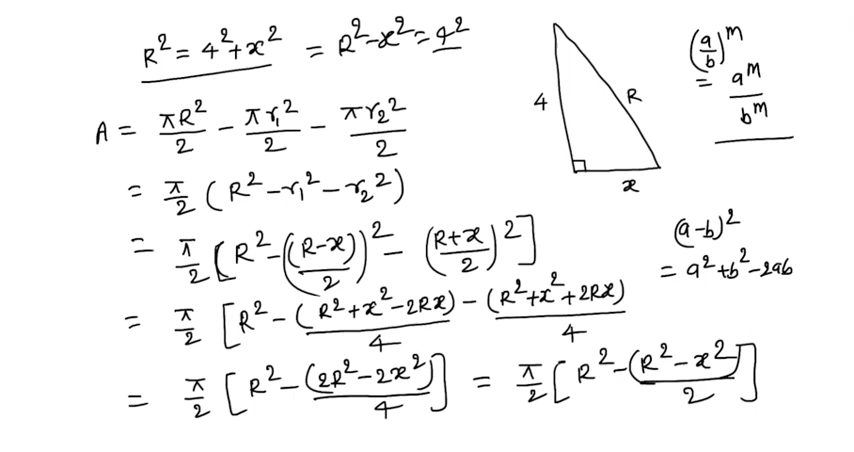 R² = 4² + x² = R² - x² = 4²
A = πR²/2 - πr₁²/2 - πr₂²/2
= π/2 (R² - r₁² - r₂²)
= π/2 [R² - ((R-x)/2)² - ((R+x)/2)²]
= π/2 [R² - (R² + x² - 2Rx)/4 - (R² + x² + 2Rx)/4]
= π/2 [R² - (2R² - 2x²)/4] = π/2 [R² - (R² - x²)/2]
4
R
x
(a/b)^m
= a^m/b^m
(a-b)²
= a² + b² - 2ab